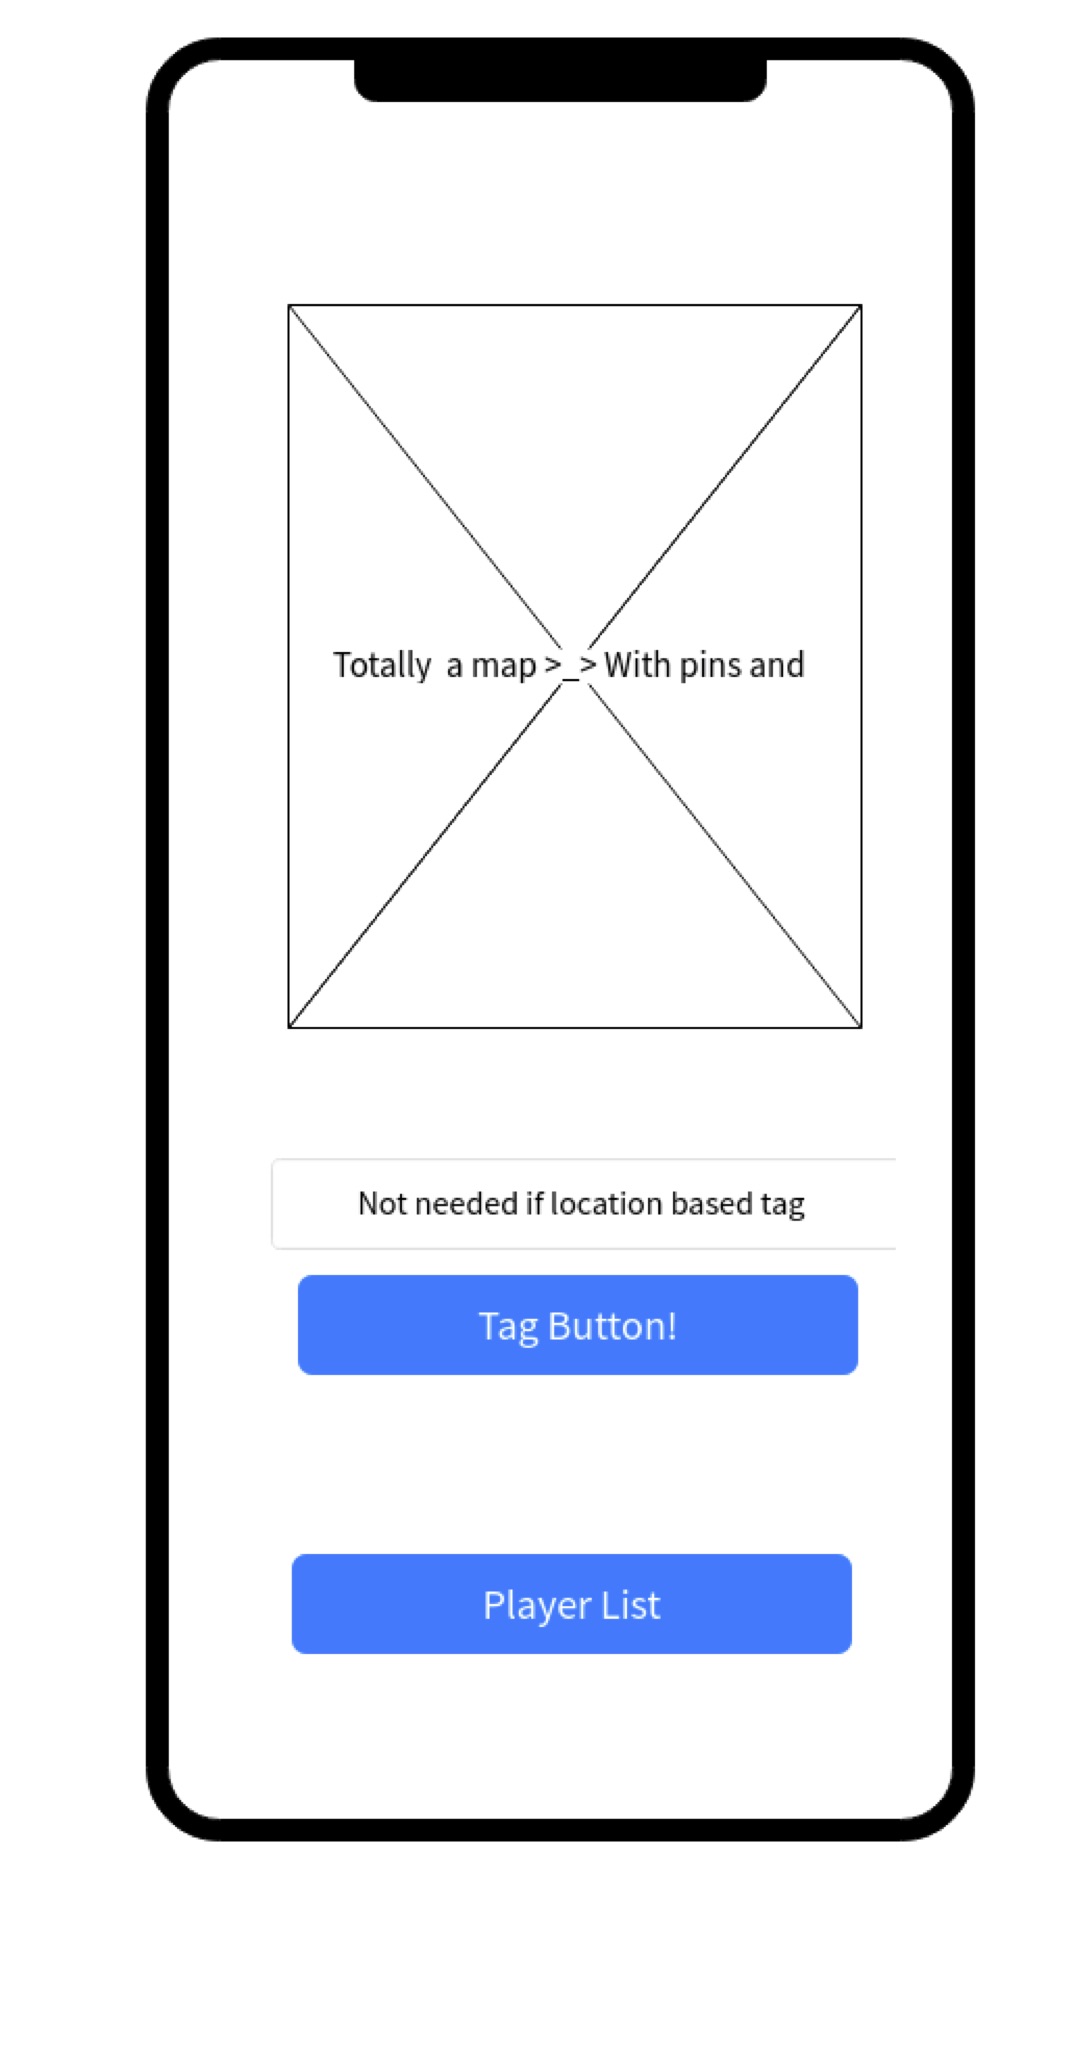 Totally  a map >_> With pins and
Not needed if location based tag
Tag Button!
Player List